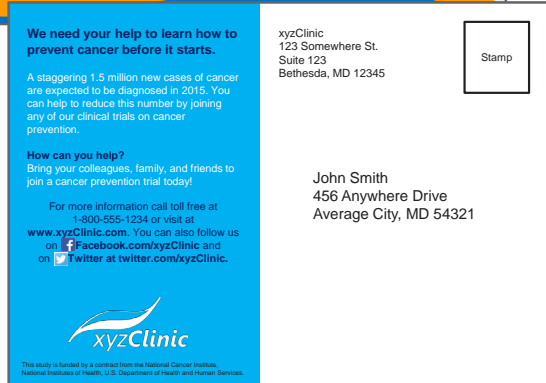 We need your help to learn how to
prevent cancer before it starts.
A staggering 1.5 million new cases of cancer
are expected to be diagnosed in 2015. You
can help to reduce this number by joining
any of our clinical trials on cancer
prevention.
How can you help?
Bring your colleagues, family, and friends to
join a cancer prevention trial today!
For more information call toll free at
1-800-555-1234 or visit at
www.xyzClinic.com. You can also follow us
on Facebook.com/xyzClinic and
on Twitter at twitter.com/xyzClinic.
xyzClinic
This study is funded by a contract from the National Cancer Institute,
National Institutes of Health, U.S. Department of Health and Human Services.
xyzClinic
123 Somewhere St.
Suite 123
Bethesda, MD 12345
Stamp
John Smith
456 Anywhere Drive
Average City, MD 54321